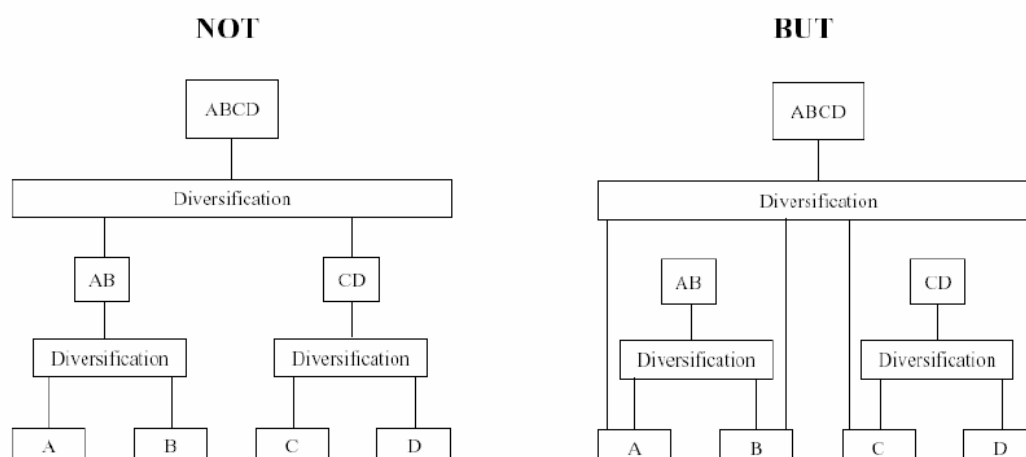 NOT BUT
ABCD ABCD
Diversification Diversification
AB CD AB CD
Diversification Diversification Diversification Diversification
A B C D A B C D